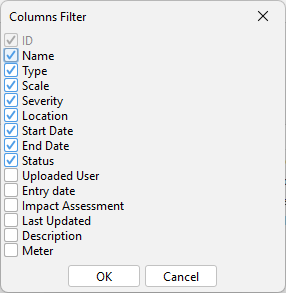 Columns Filter
ID
Name
Type
Scale
Severity
Location
Start Date
End Date
Status
Uploaded User
Entry date
Impact Assessment
Last Updated
Description
Meter
OK Cancel